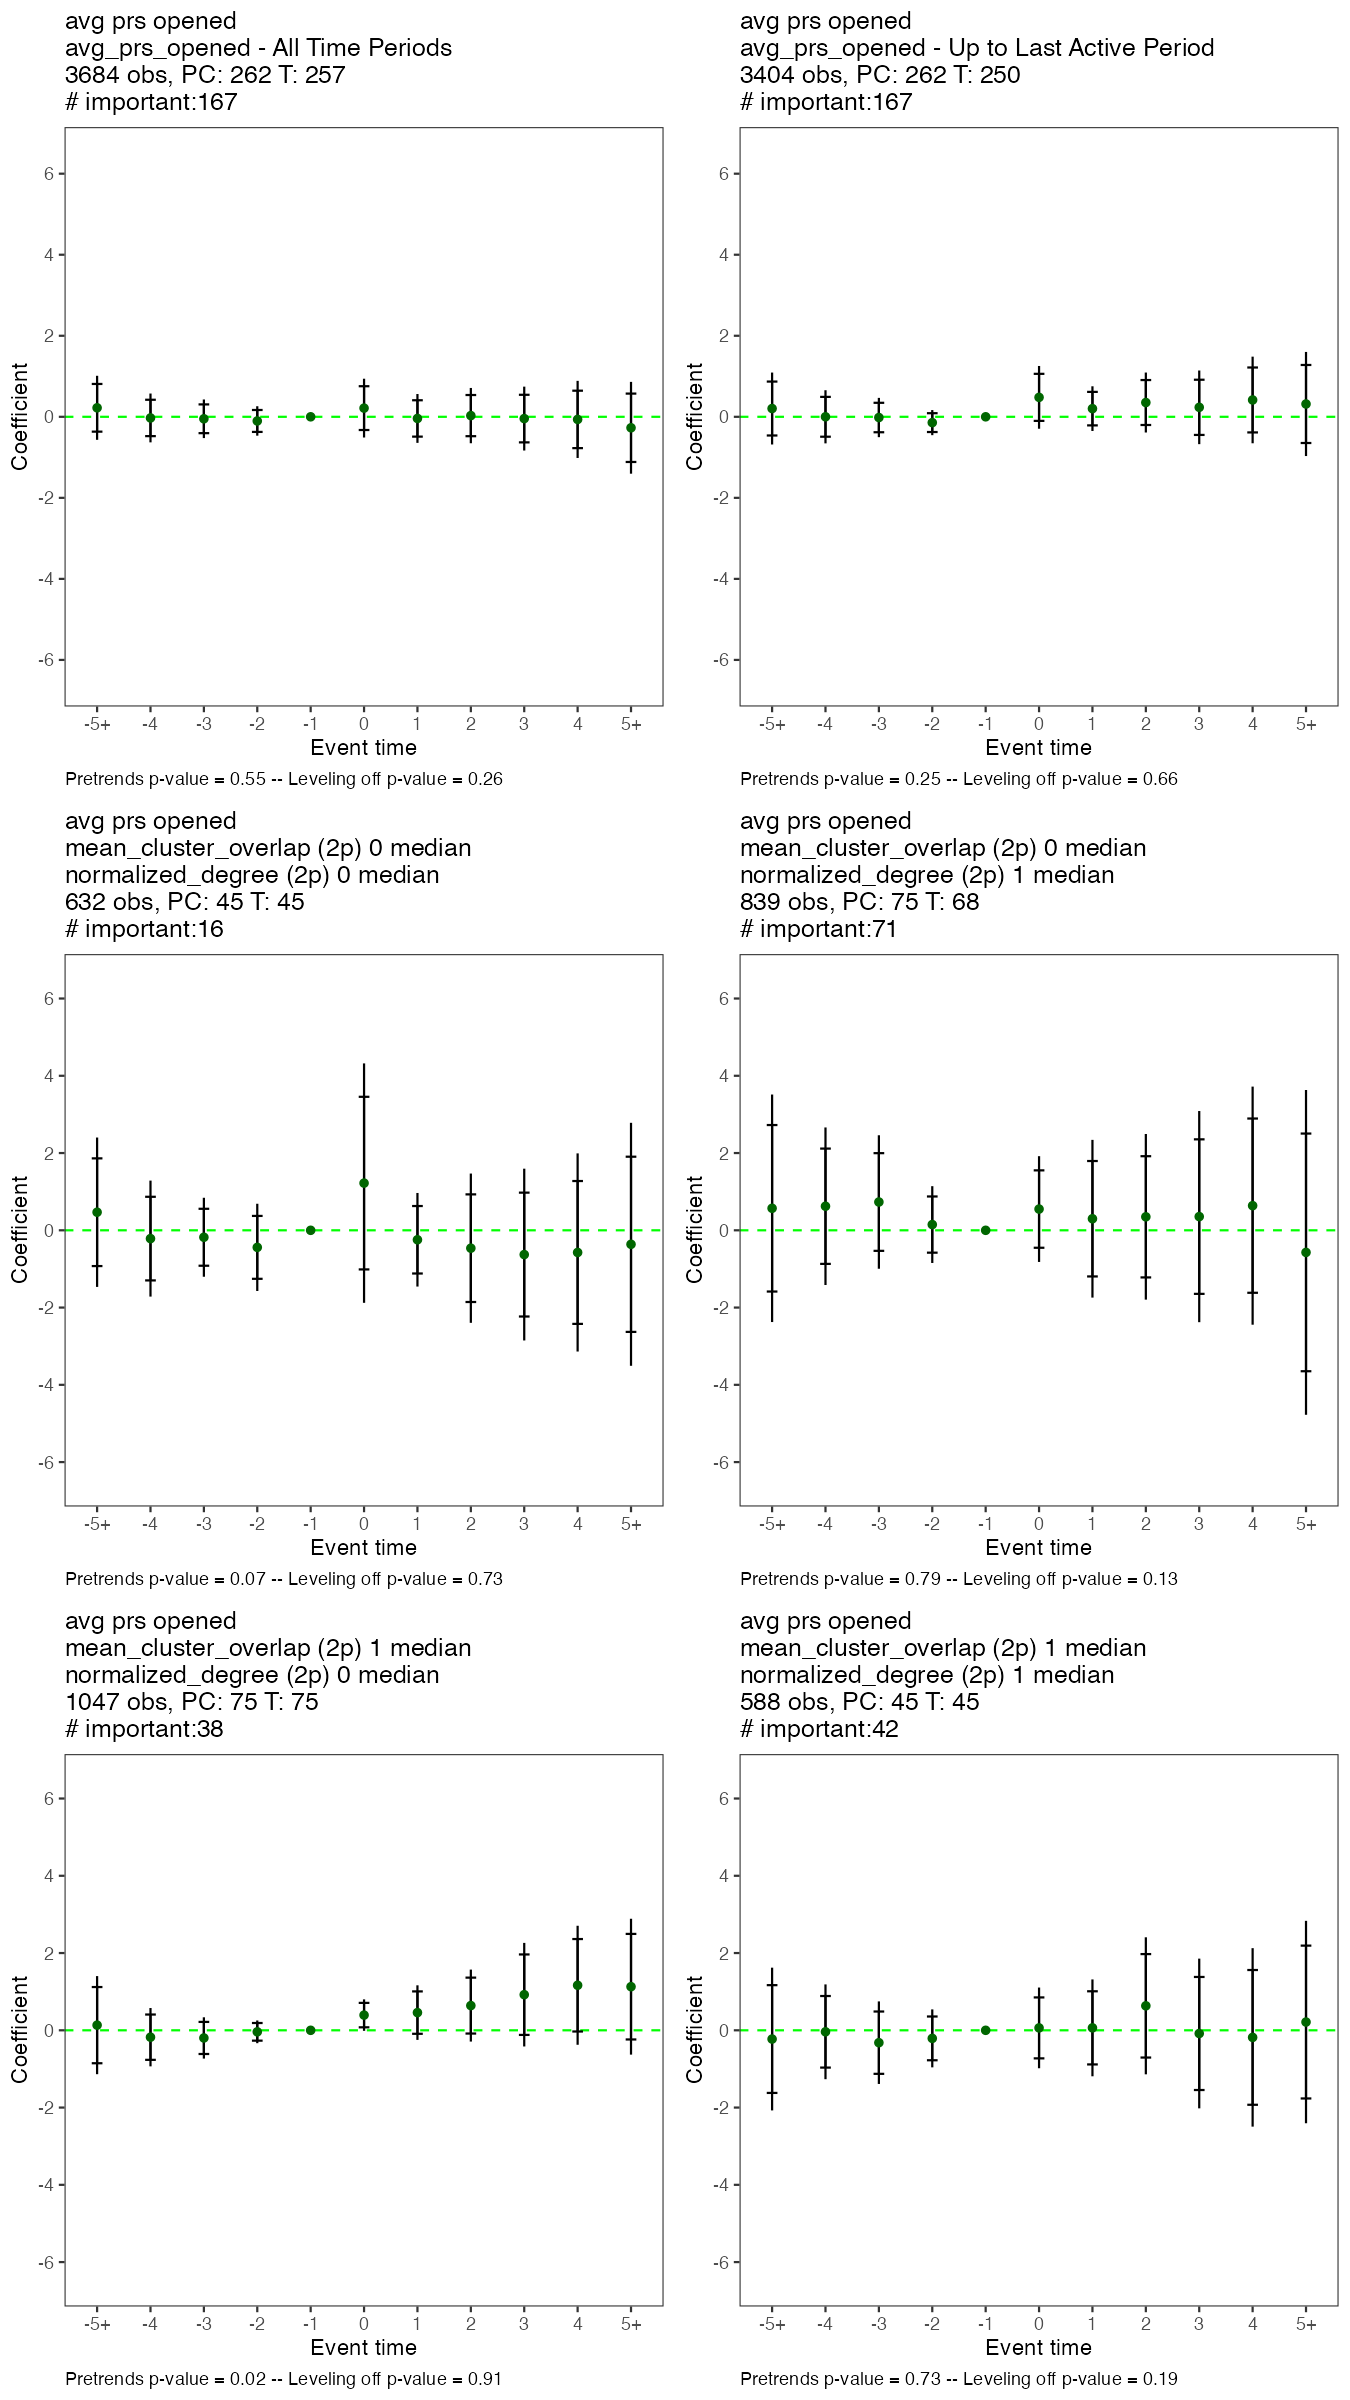 avg prs opened
avg_prs_opened - All Time Periods
3684 obs, PC: 262 T: 257
# important:167
6
4
2
0
-2
-4
-6
Coefficient
-5+ -4 -3 -2 -1 0 1 2 3 4 5+
Event time
Pretrends p-value = 0.55 -- Leveling off p-value = 0.26
avg prs opened
avg_prs_opened - Up to Last Active Period
3404 obs, PC: 262 T: 250
# important:167
6
4
2
0
-2
-4
-6
Coefficient
-5+ -4 -3 -2 -1 0 1 2 3 4 5+
Event time
Pretrends p-value = 0.25 -- Leveling off p-value = 0.66
avg prs opened
mean_cluster_overlap (2p) 0 median
normalized_degree (2p) 0 median
632 obs, PC: 45 T: 45
# important:16
6
4
2
0
-2
-4
-6
Coefficient
-5+ -4 -3 -2 -1 0 1 2 3 4 5+
Event time
Pretrends p-value = 0.07 -- Leveling off p-value = 0.73
avg prs opened
mean_cluster_overlap (2p) 0 median
normalized_degree (2p) 1 median
839 obs, PC: 75 T: 68
# important:71
6
4
2
0
-2
-4
-6
Coefficient
-5+ -4 -3 -2 -1 0 1 2 3 4 5+
Event time
Pretrends p-value = 0.79 -- Leveling off p-value = 0.13
avg prs opened
mean_cluster_overlap (2p) 1 median
normalized_degree (2p) 0 median
1047 obs, PC: 75 T: 75
# important:38
6
4
2
0
-2
-4
-6
Coefficient
-5+ -4 -3 -2 -1 0 1 2 3 4 5+
Event time
Pretrends p-value = 0.02 -- Leveling off p-value = 0.91
avg prs opened
mean_cluster_overlap (2p) 1 median
normalized_degree (2p) 1 median
588 obs, PC: 45 T: 45
# important:42
6
4
2
0
-2
-4
-6
Coefficient
-5+ -4 -3 -2 -1 0 1 2 3 4 5+
Event time
Pretrends p-value = 0.73 -- Leveling off p-value = 0.19